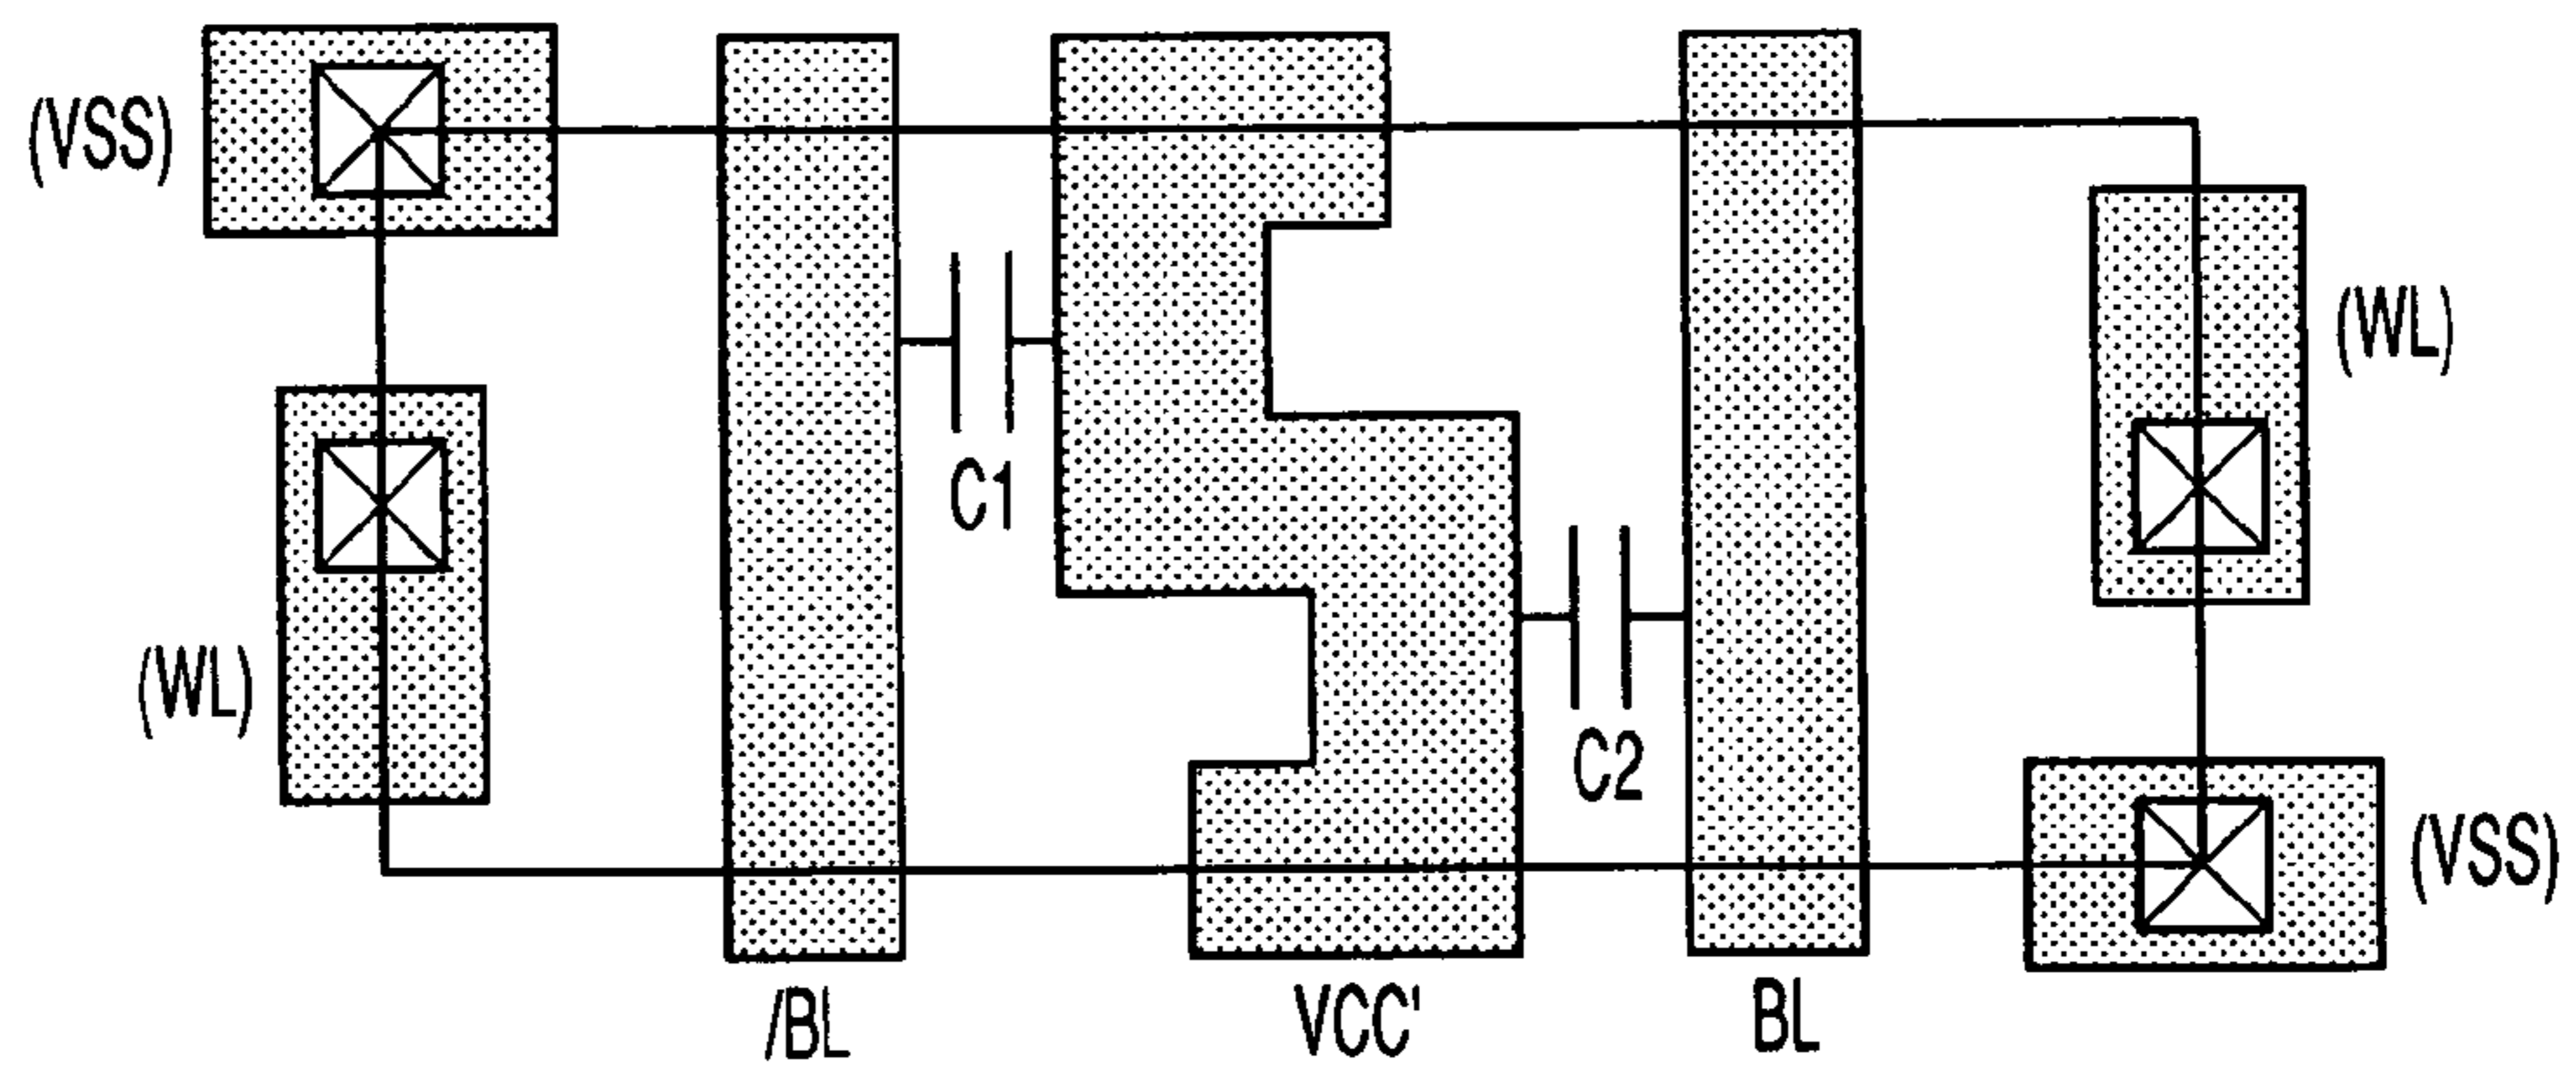 (VSS)
(WL)
C1
(WL)
C2
(VSS)
/BL
VCC'
BL